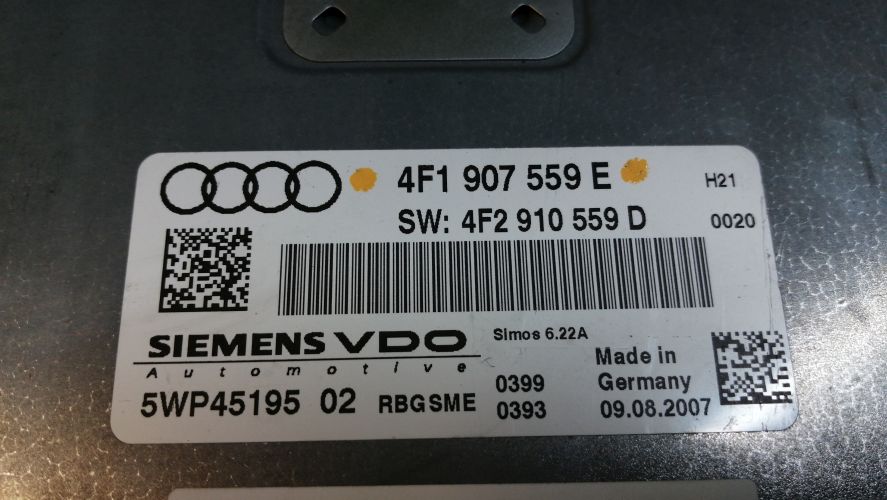 4F1 907 559 E
H21
SW: 4F2 910 559 D
0020
SIEMENS VDO
Automotive
Simos 6.22A
5WP45195 02 RBGSME
0399
0393
Made in
Germany
09.08.2007